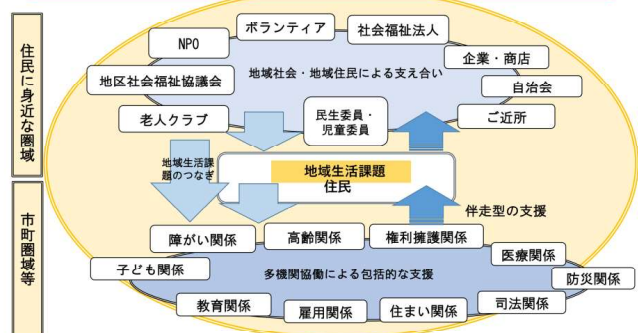 住民に身近な圏域
ボランティア
社会福祉法人
NPO
企業・商店
地区社会福祉協議会
地域社会・地域住民による支え合い
自治会
老人クラブ
民生委員・
児童委員
ご近所
地域生活課
題のつなぎ
地域生活課題
住民
市町圏域等
伴走型の支援
障がい関係
高齢関係
権利擁護関係
医療関係
子ども関係
多機関協働による包括的な支援
防災関係
教育関係
雇用関係
住まい関係
司法関係